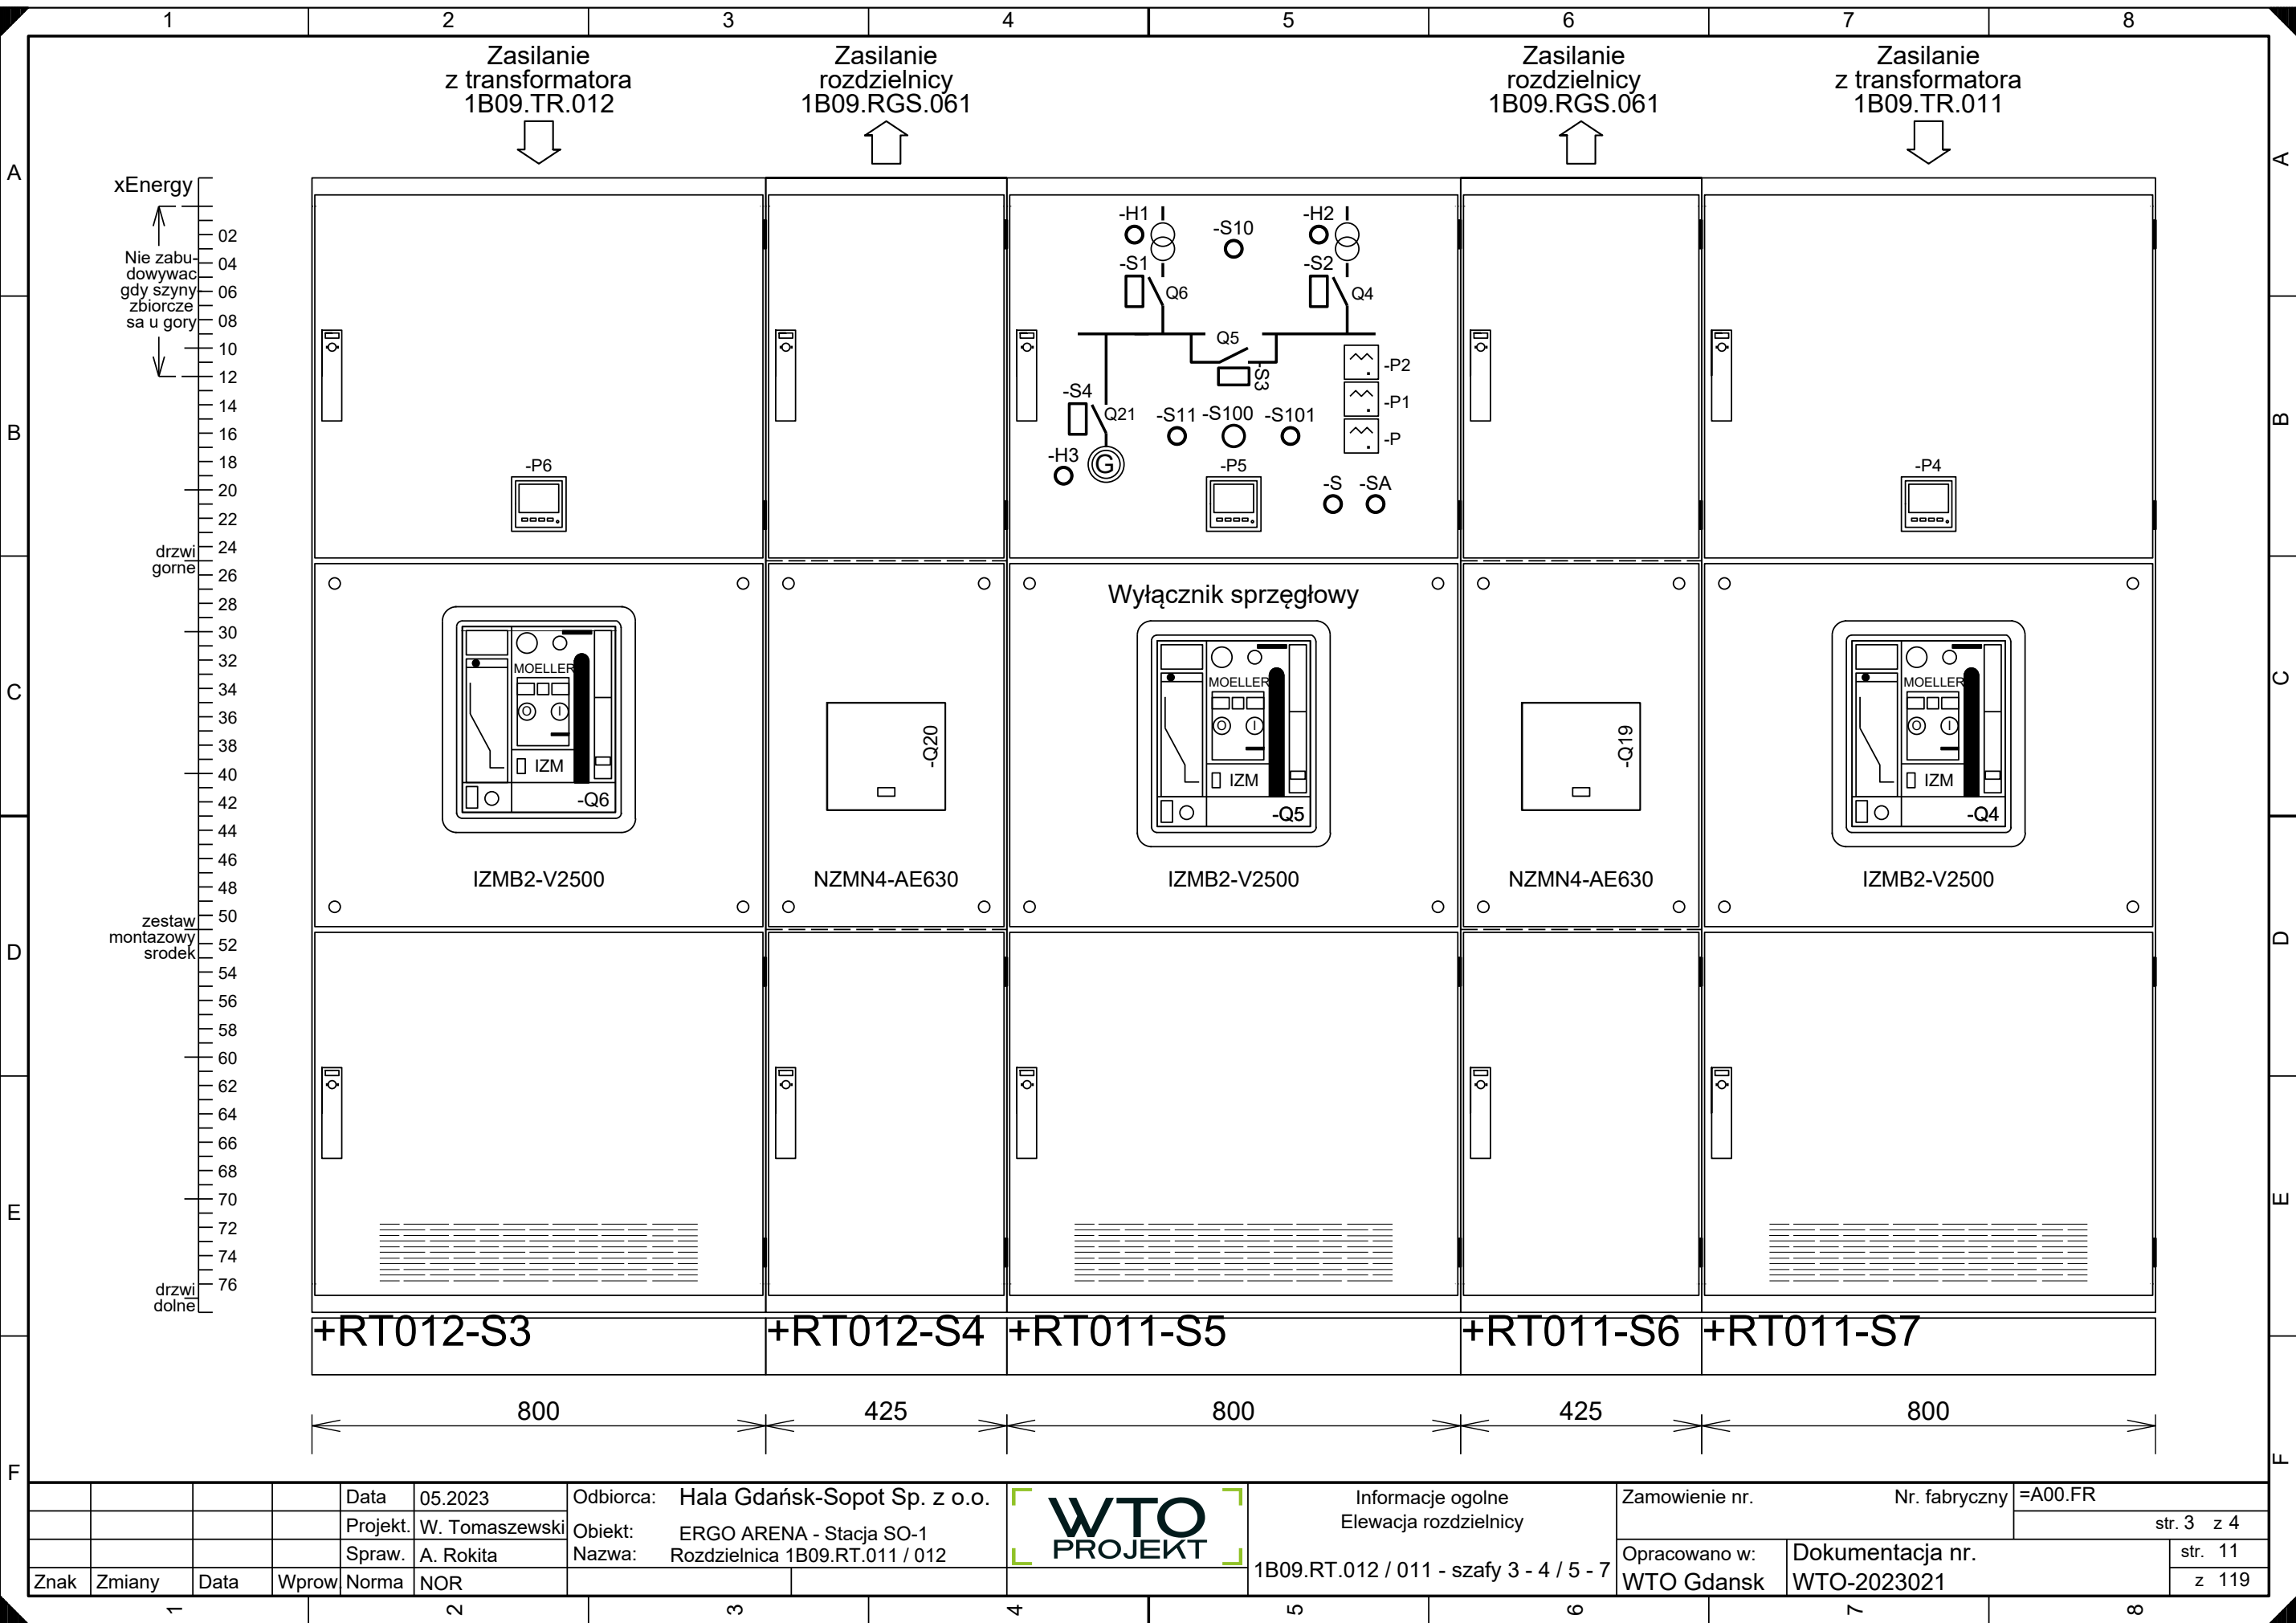 1 2 3 4 5 6 7 8
Zasilanie
z transformatora
1B09.TR.012
Zasilanie
rozdzielnicy
1B09.RGS.061
Zasilanie
rozdzielnicy
1B09.RGS.061
Zasilanie
z transformatora
1B09.TR.011
A
B
C
D
E
F
A
B
C
D
E
F
xEnergy
Nie zabu-
dowywac
gdy szyny
zbiorcze
sa u gory
02
04
06
08
10
12
14
16
18
20
22
24
26
28
30
32
34
36
38
40
42
44
46
48
50
52
54
56
58
60
62
64
66
68
70
72
74
76
drzwi
gorne
zestaw
montazowy
srodek
drzwi
dolne
-P6
-H1
-S10
-H2
-S1
Q6
-S2
Q4
Q5
-S3
-P2
-P1
-P
-S4
Q21
-S11 -S100 -S101
-H3
G
-P5
-S -SA
-P4
MOELLER
O I
IZM
-Q6
IZMB2-V2500
-Q20
NZMN4-AE630
Wyłącznik sprzęgłowy
MOELLER
O I
IZM
-Q5
IZMB2-V2500
-Q19
NZMN4-AE630
MOELLER
O I
IZM
-Q4
IZMB2-V2500
+RT012-S3 +RT012-S4 +RT011-S5 +RT011-S6 +RT011-S7
800 425 800 425 800
Data 05.2023
Projekt. W. Tomaszewski
Spraw. A. Rokita
Znak Zmiany Data Wprow. Norma NOR
Odbiorca: Hala Gdańsk-Sopot Sp. z o.o.
Obiekt: ERGO ARENA - Stacja SO-1
Nazwa: Rozdzielnica 1B09.RT.011 / 012
WTO
PROJEKT
Informacje ogolne
Elewacja rozdzielnicy
1B09.RT.012 / 011 - szafy 3 - 4 / 5 - 7
Zamowienie nr. Nr. fabryczny =A00.FR
str. 3 z 4
Opracowano w:
WTO Gdansk
Dokumentacja nr.
WTO-2023021
str. 11
z 119
1 2 3 4 5 6 7 8